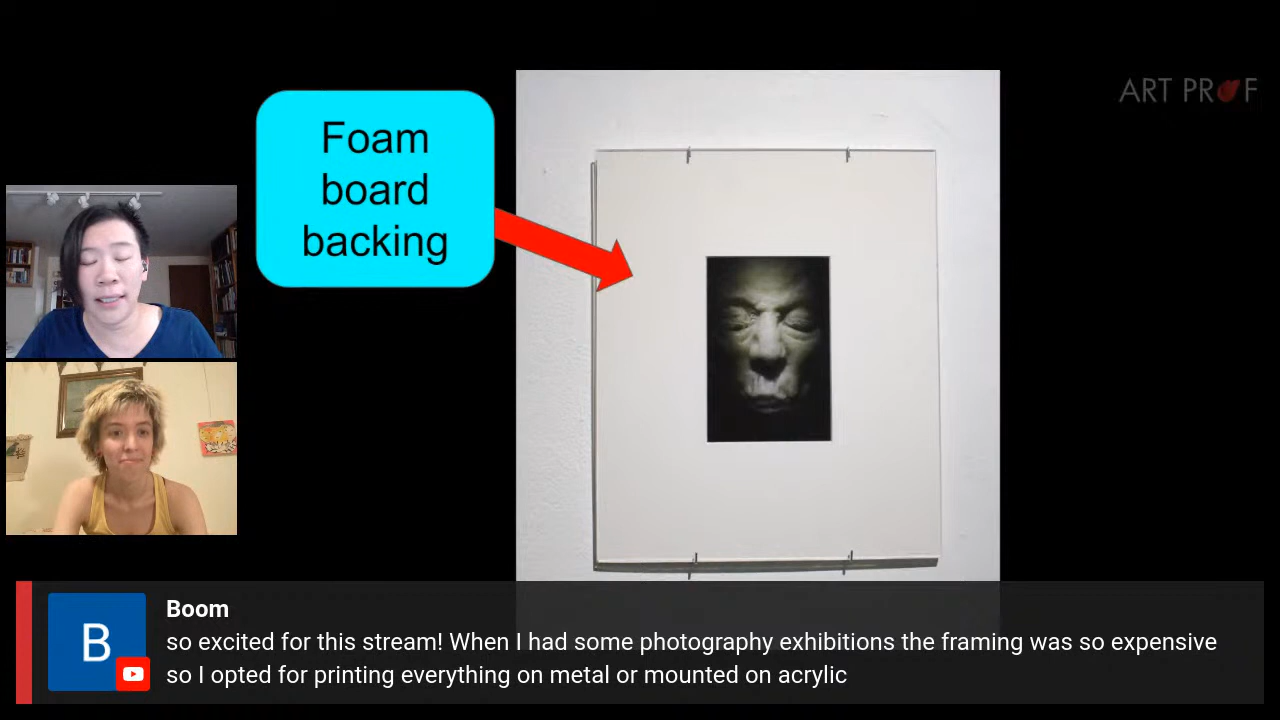 Foam
board
backing
ART PROF
B
Boom
so excited for this stream! When I had some photography exhibitions the framing was so expensive
so I opted for printing everything on metal or mounted on acrylic